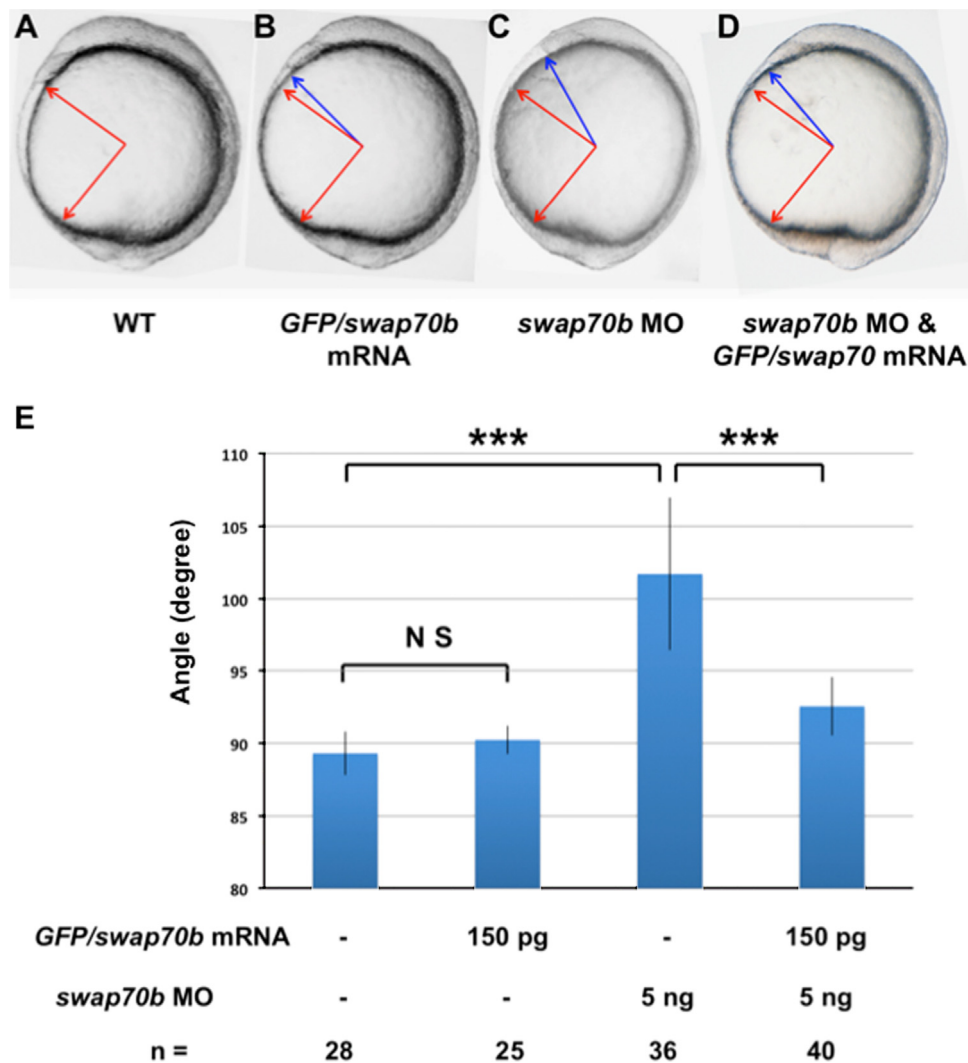 A B C D
WT GFP/swap70b mRNA swap70b MO swap70b MO & GFP/swap70 mRNA
E
*** ***
N S
Angle (degree)
110
105
100
95
90
85
80
GFP/swap70b mRNA - 150 pg - 150 pg
swap70b MO - - 5 ng 5 ng
n = 28 25 36 40